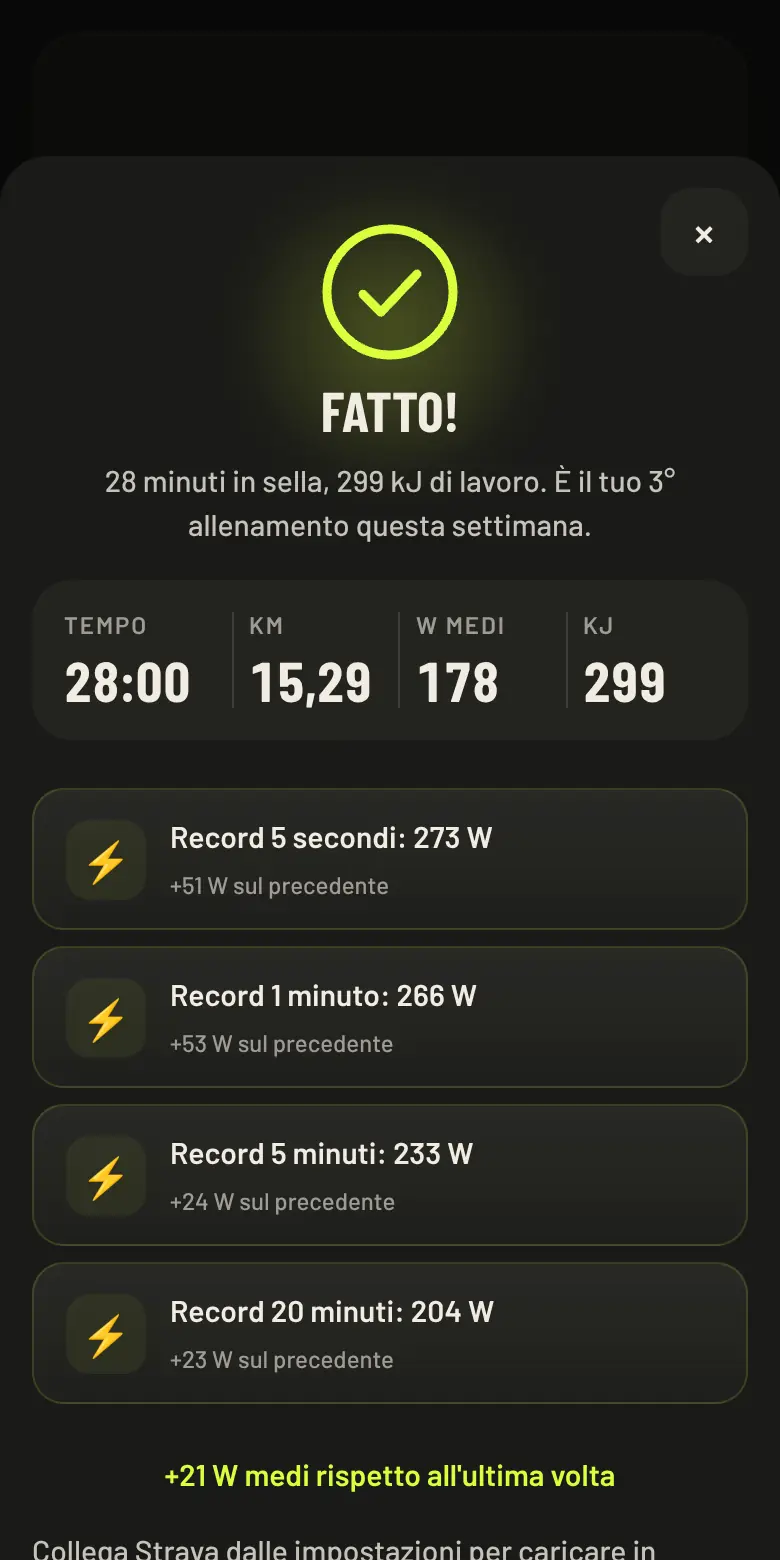 ×
FATTO!
28 minuti in sella, 299 kJ di lavoro. È il tuo 3°
allenamento questa settimana.
TEMPO
28:00
KM
15,29
W MEDI
178
KJ
299
Record 5 secondi: 273 W
+51 W sul precedente
Record 1 minuto: 266 W
+53 W sul precedente
Record 5 minuti: 233 W
+24 W sul precedente
Record 20 minuti: 204 W
+23 W sul precedente
+21 W medi rispetto all'ultima volta
Collega Strava dalle impostazioni per caricare in